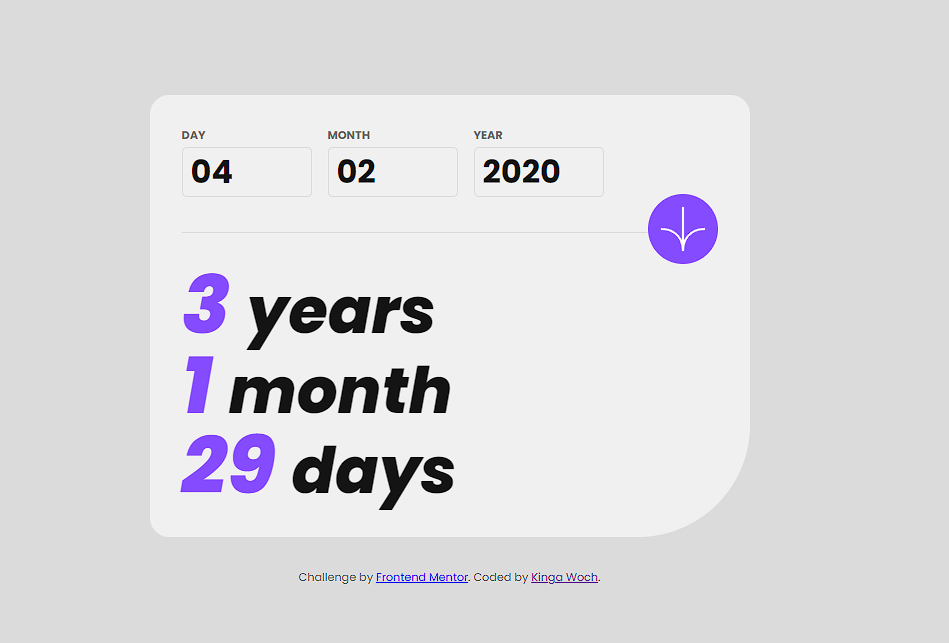 DAY MONTH YEAR
04 02 2020
3 years
1 month
29 days
Challenge by Frontend Mentor. Coded by Kinga Woch.